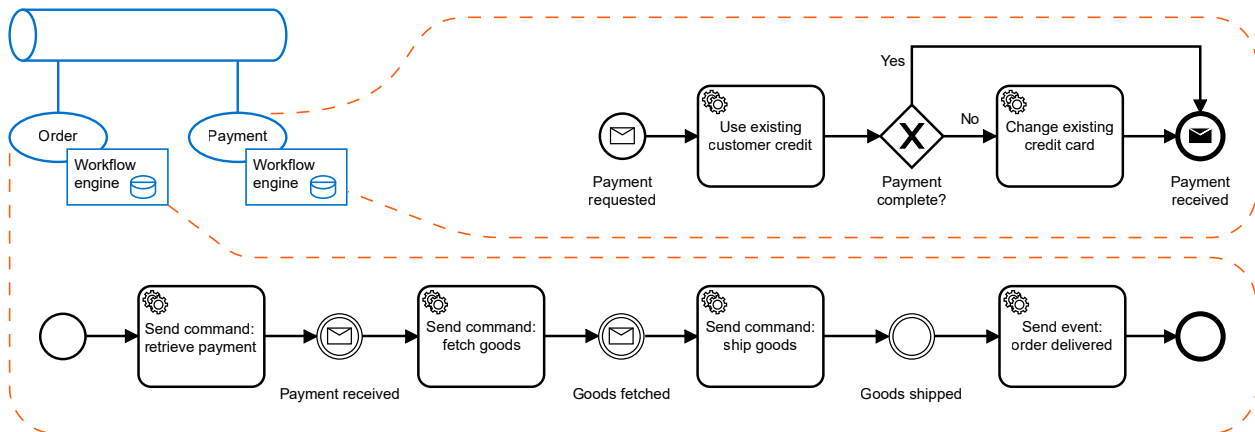 Order
Payment
Workflow
engine
Workflow
engine
Yes
Use existing
customer credit
No
Change existing
credit card
Payment
requested
Payment
complete?
Payment
received
Send command:
retrieve payment
Send command:
fetch goods
Send command:
ship goods
Send event:
order delivered
Payment received
Goods fetched
Goods shipped